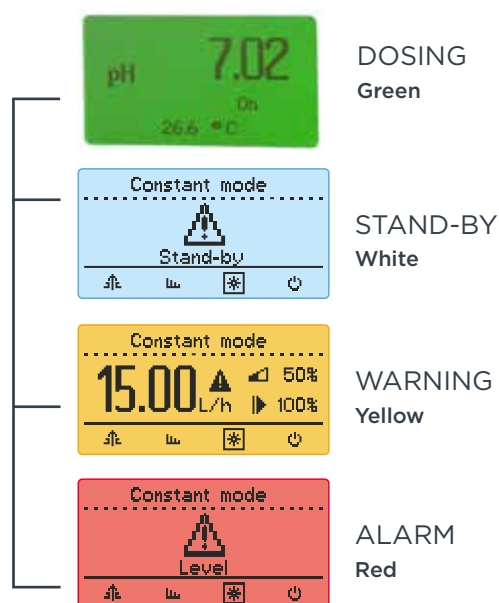 7.02
pH
On
26.6 °C
DOSING
Green
Constant mode
Stand-by
STAND-BY
White
Constant mode
15.00 L/h
50%
100%
WARNING
Yellow
Constant mode
Level
ALARM
Red